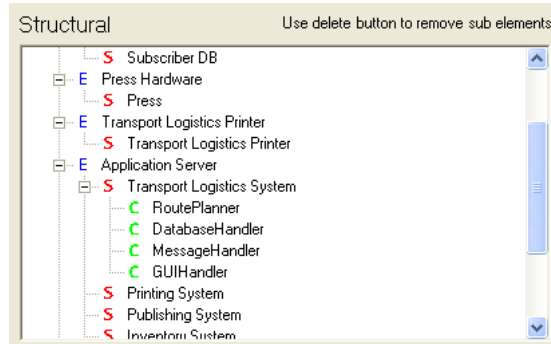 Structural Use delete button to remove sub elements
S Subscriber DB
E Press Hardware
S Press
E Transport Logistics Printer
S Transport Logistics Printer
E Application Server
S Transport Logistics System
C RoutePlanner
C DatabaseHandler
C MessageHandler
C GUIHandler
S Printing System
S Publishing System
S Inventory System